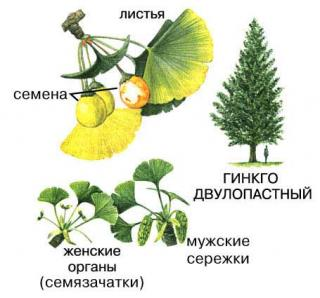 листья
семена
ГИНКГО
ДВУЛОПАСТНЫЙ
женские
органы
(семязачатки)
мужские
сережки